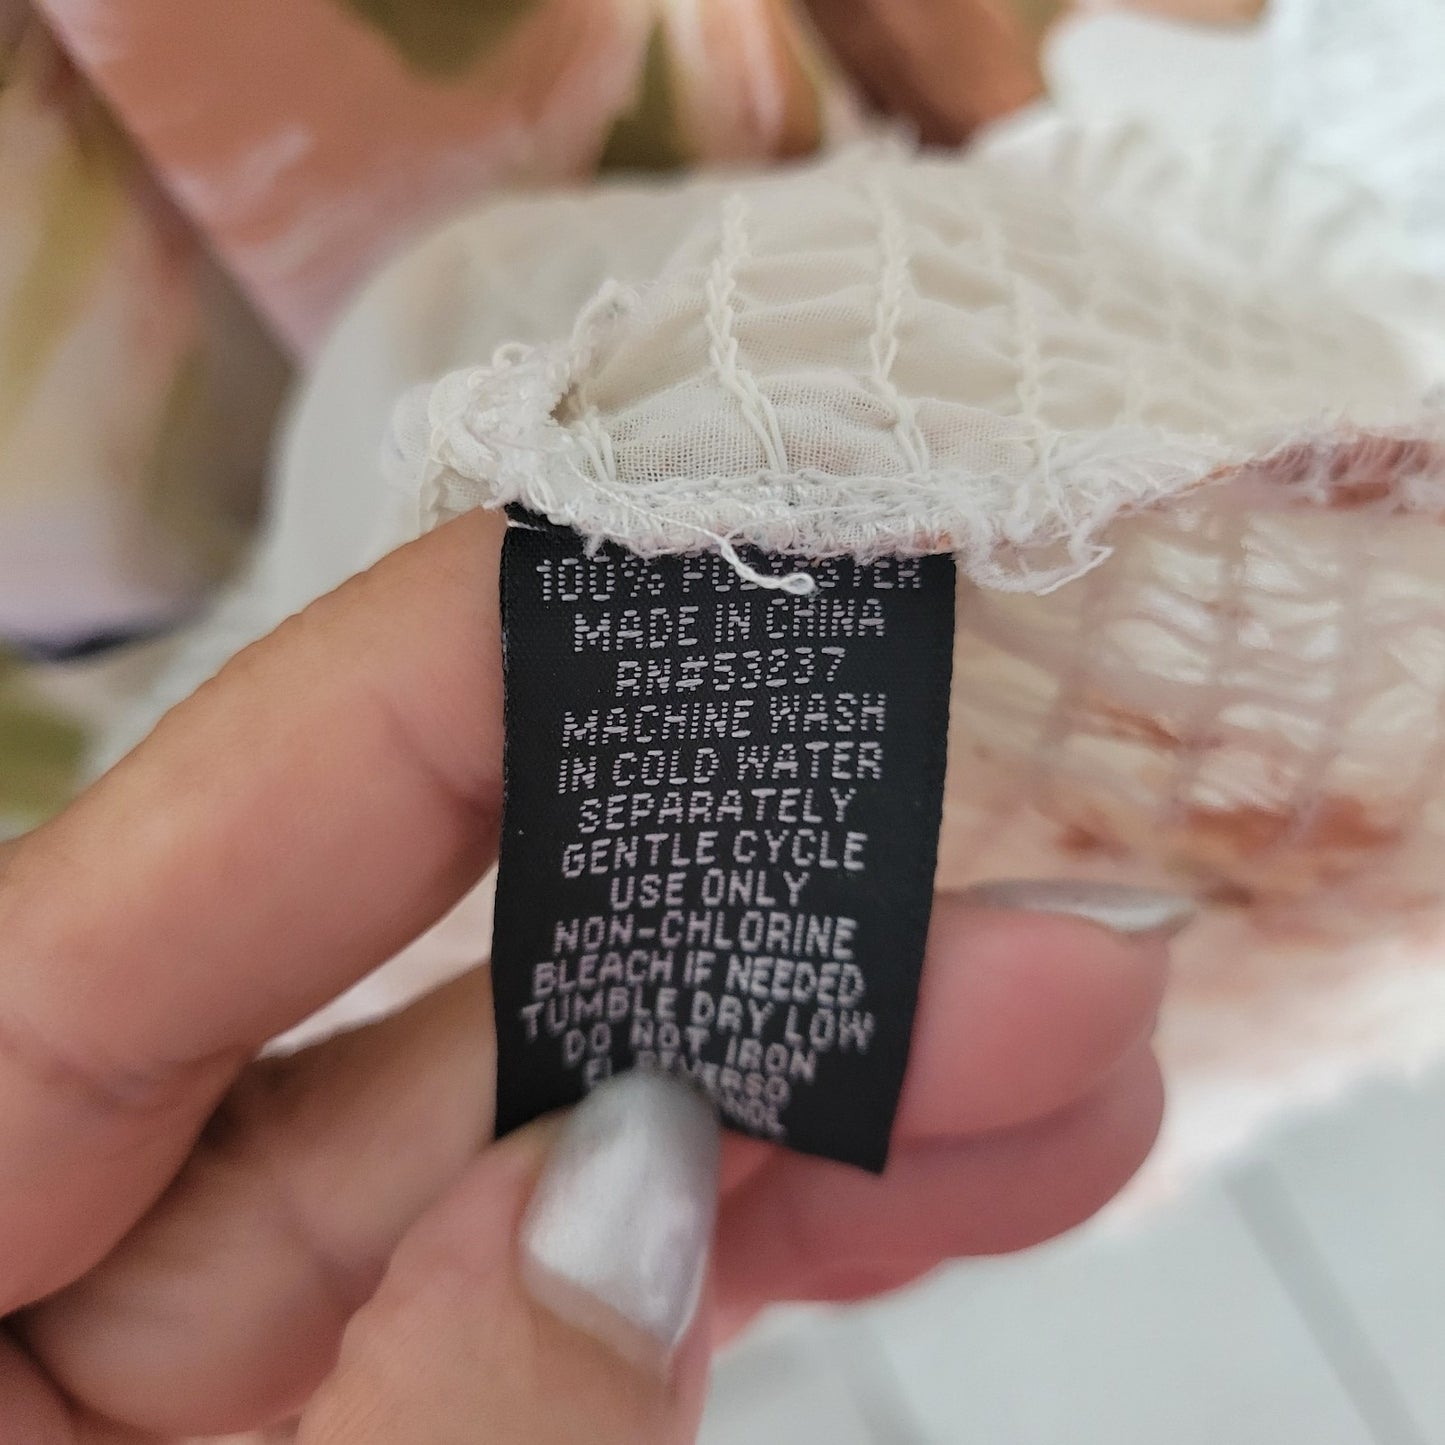 100% POLYESTER
MADE IN CHINA
RN#53237
MACHINE WASH
IN COLD WATER
SEPARATELY
GENTLE CYCLE
USE ONLY
NON-CHLORINE
BLEACH IF NEEDED
TUMBLE DRY LOW
DO NOT IRON
REVERSO